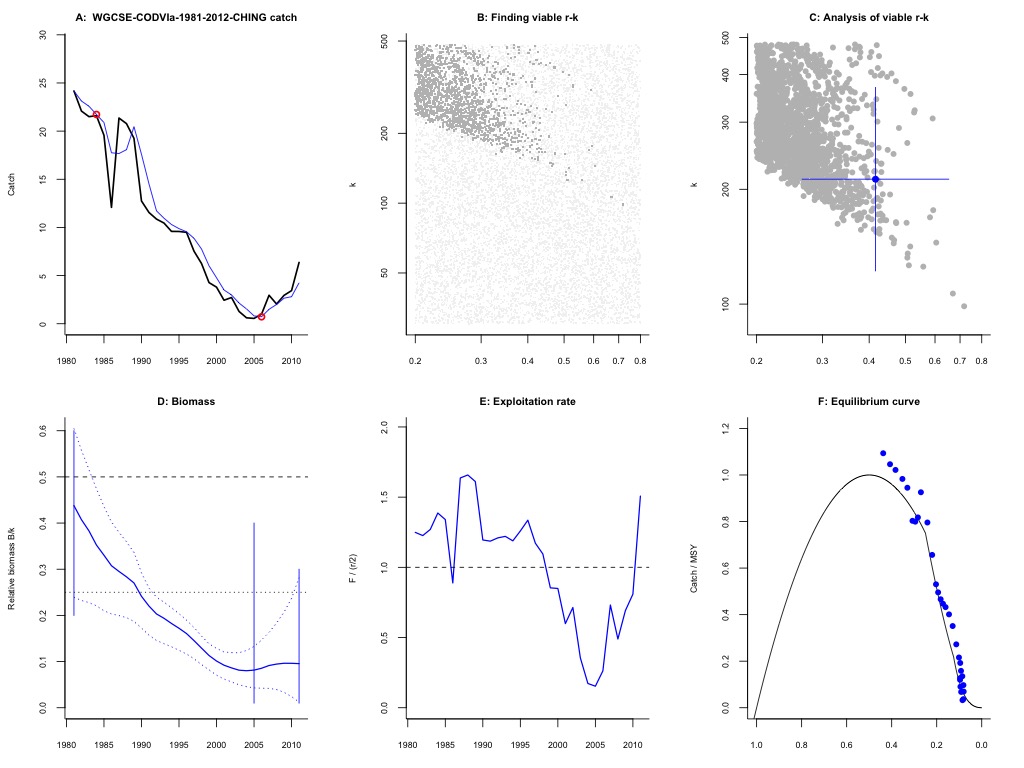 A:  WGCSE-CODVIa-1981-2012-CHING catch
Catch
30
25
20
15
10
5
0
1980 1985 1990 1995 2000 2005 2010
B: Finding viable r-k
k
500
200
100
50
0.2 0.3 0.4 0.5 0.6 0.7 0.8
C: Analysis of viable r-k
k
500
400
300
200
100
0.2 0.3 0.4 0.5 0.6 0.7 0.8
D: Biomass
Relative biomass B/k
0.6
0.5
0.4
0.3
0.2
0.1
0.0
1980 1985 1990 1995 2000 2005 2010
E: Exploitation rate
F / (r/2)
2.0
1.5
1.0
0.5
0.0
1980 1985 1990 1995 2000 2005 2010
F: Equilibrium curve
Catch / MSY
1.2
1.0
0.8
0.6
0.4
0.2
0.0
1.0 0.8 0.6 0.4 0.2 0.0